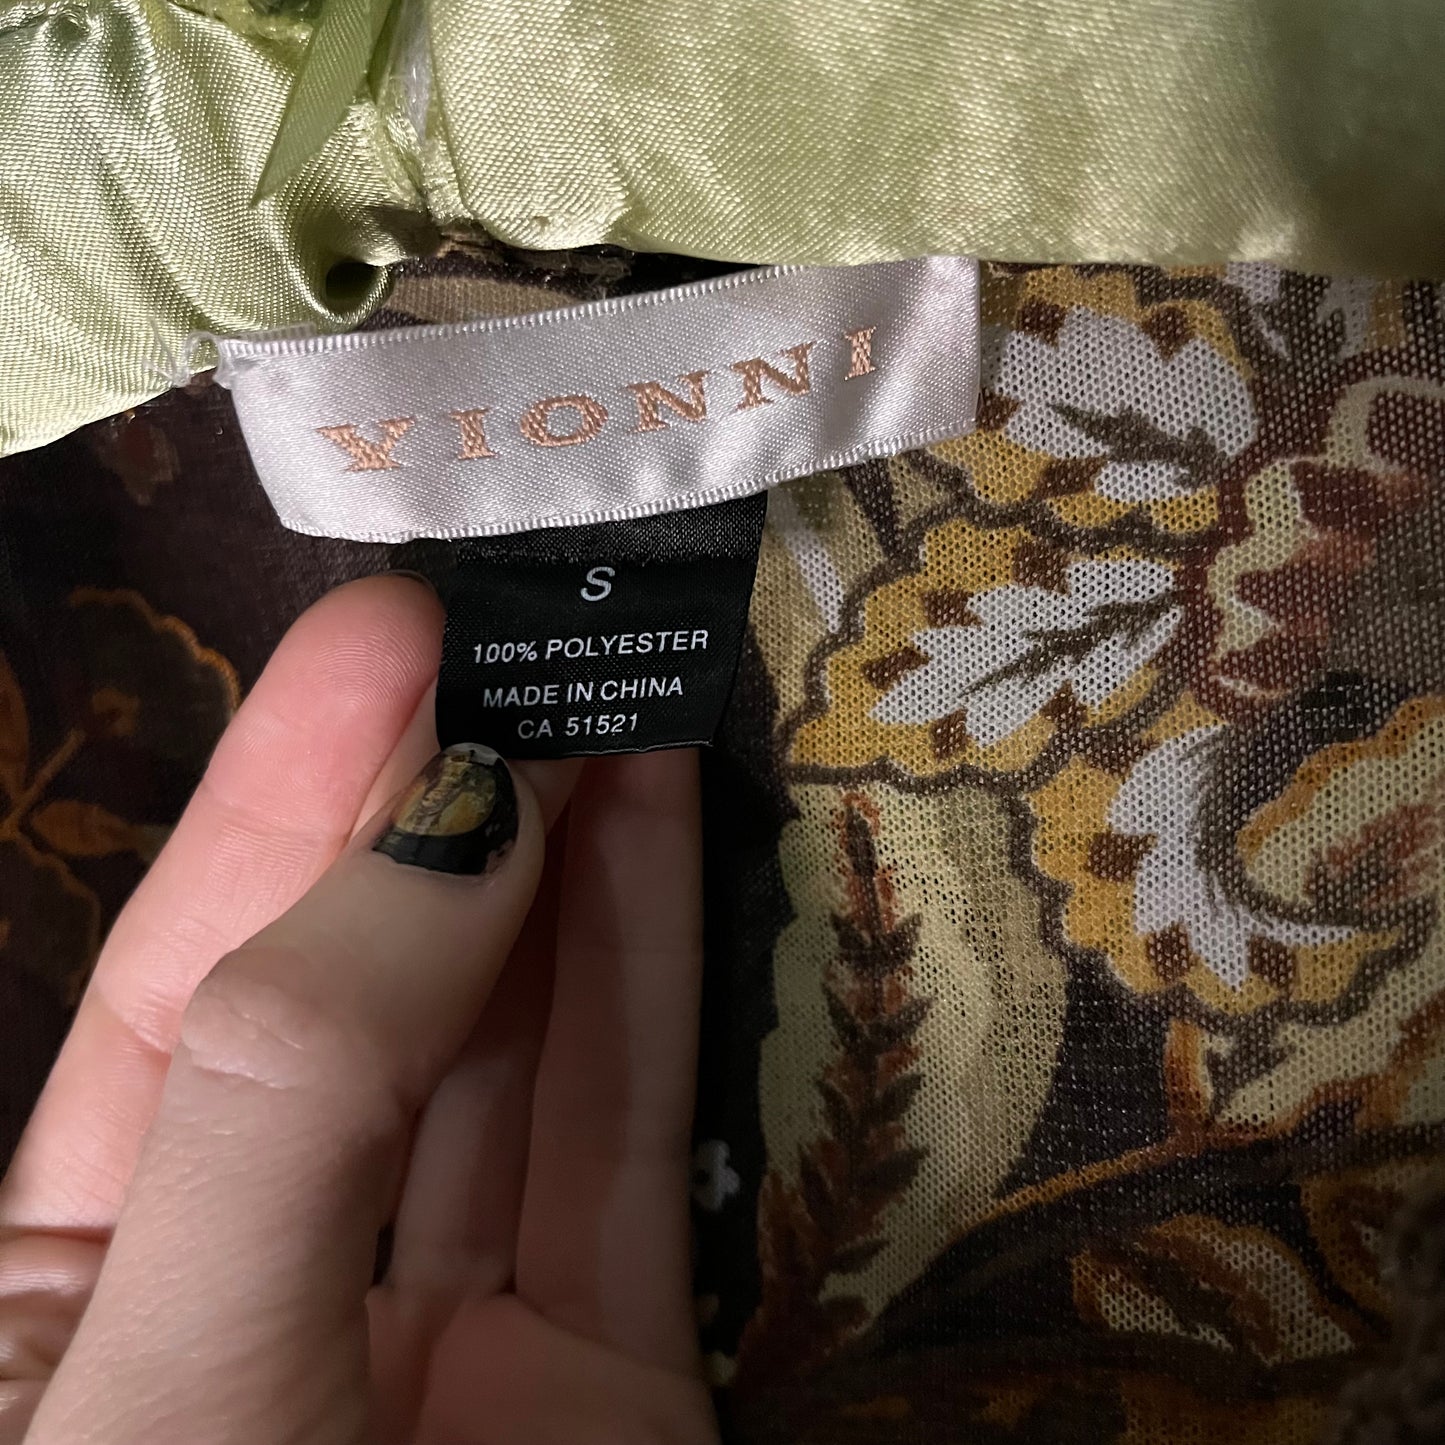 VIONNI
S
100% POLYESTER
MADE IN CHINA
CA 51521